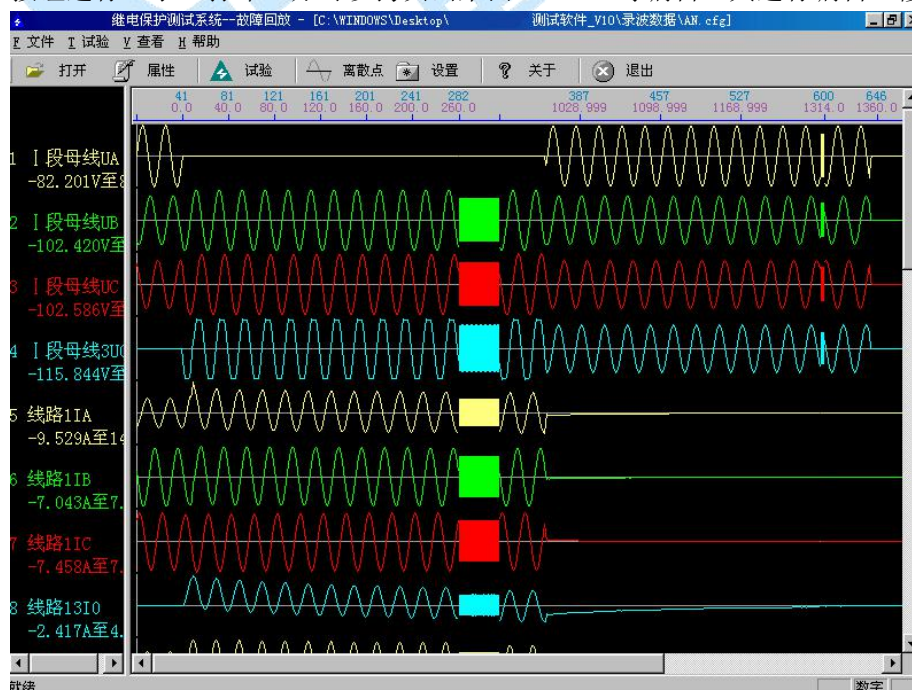 继电保护测试系统--故障回放 - [C:\WINDOWS\Desktop\ 测试软件_V10\录波数据\AN.cfg]
F 文件 T 试验 V 查看 H 帮助
打开 属性 试验 离散点 设置 关于 退出
41 81 121 161 201 241 282 387 457 527 600 646
0.0 40.0 80.0 120.0 160.0 200.0 260.0 1028.999 1098.999 1168.999 1314.0 1360.0
1 Ⅰ段母线UA
-82.201V至8
2 Ⅰ段母线UB
-102.420V至
3 Ⅰ段母线UC
-102.586V至
4 Ⅰ段母线3U0
-115.844V至
5 线路1IA
-9.529A至14
6 线路1IB
-7.043A至7.
7 线路1IC
-7.458A至7.
8 线路13I0
-2.417A至4.
就绪 数字